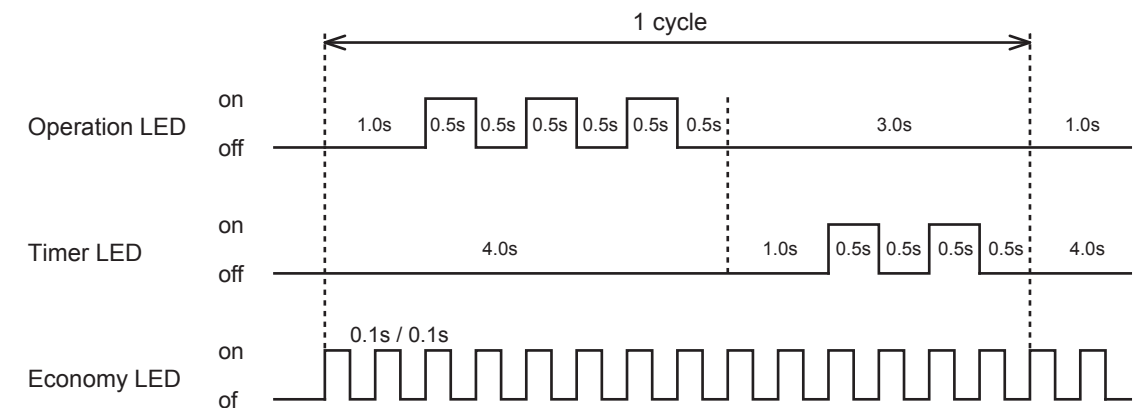 1 cycle
on
Operation LED
off
1.0s
0.5s 0.5s 0.5s 0.5s 0.5s 0.5s
3.0s
1.0s
on
Timer LED
off
4.0s
1.0s
0.5s 0.5s 0.5s 0.5s
4.0s
0.1s / 0.1s
on
Economy LED
of